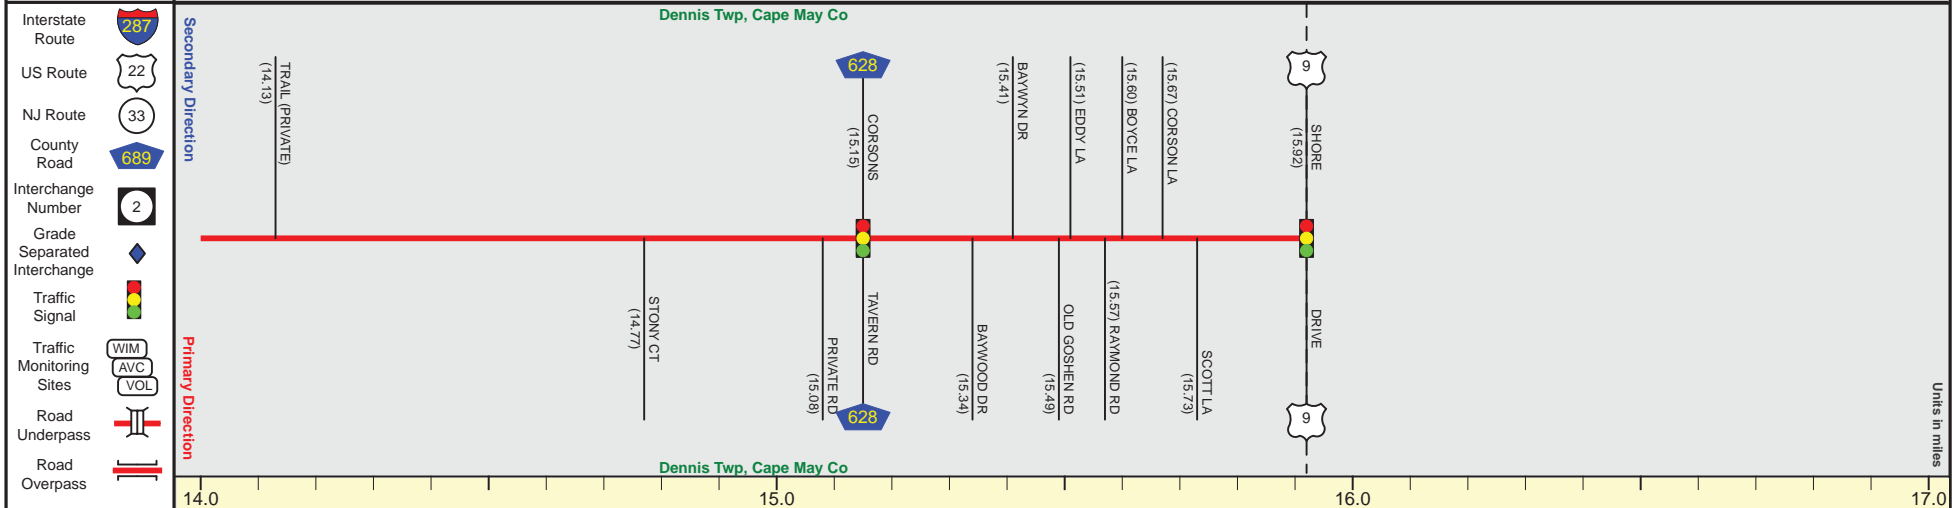 Interstate
Route
287
US Route
22
NJ Route
33
County
Road
689
Interchange
Number
2
Grade
Separated
Interchange
Traffic
Signal
Traffic
Monitoring
Sites
WIM
AVC
VOL
Road
Underpass
Road
Overpass
Secondary Direction
Primary Direction
Dennis Twp, Cape May Co
TRAIL (PRIVATE)
(14.13)
STONY CT
(14.77)
PRIVATE RD
(15.08)
628
CORSONS
(15.15)
TAVERN RD
628
BAYWOOD DR
(15.34)
BAYWYN DR
(15.41)
OLD GOSHEN RD
(15.49)
(15.51) EDDY LA
(15.57) RAYMOND RD
(15.60) BOYCE LA
(15.67) CORSON LA
SCOTT LA
(15.73)
9
SHORE
(15.92)
DRIVE
9
Dennis Twp, Cape May Co
Units in miles
14.0
15.0
16.0
17.0